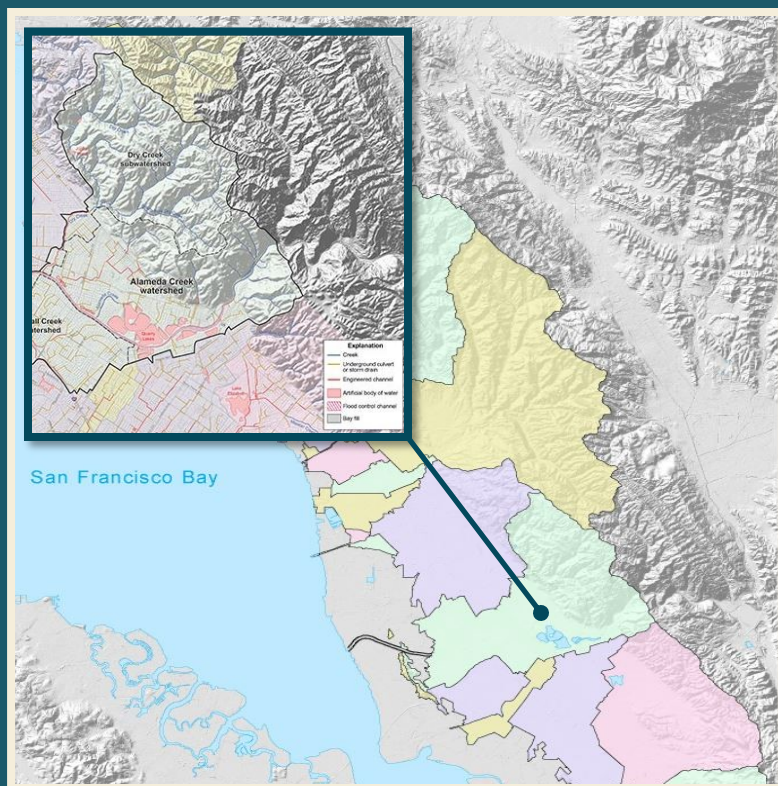 Dry Creek
subwatershed
Alameda Creek
watershed
all Creek
atershed
Quarry
Lakes
Lake
Elizabeth
Explanation
Creek
Underground culvert
or storm drain
Engineered channel
Artificial body of water
Flood control channel
Bay fill
San Francisco Bay